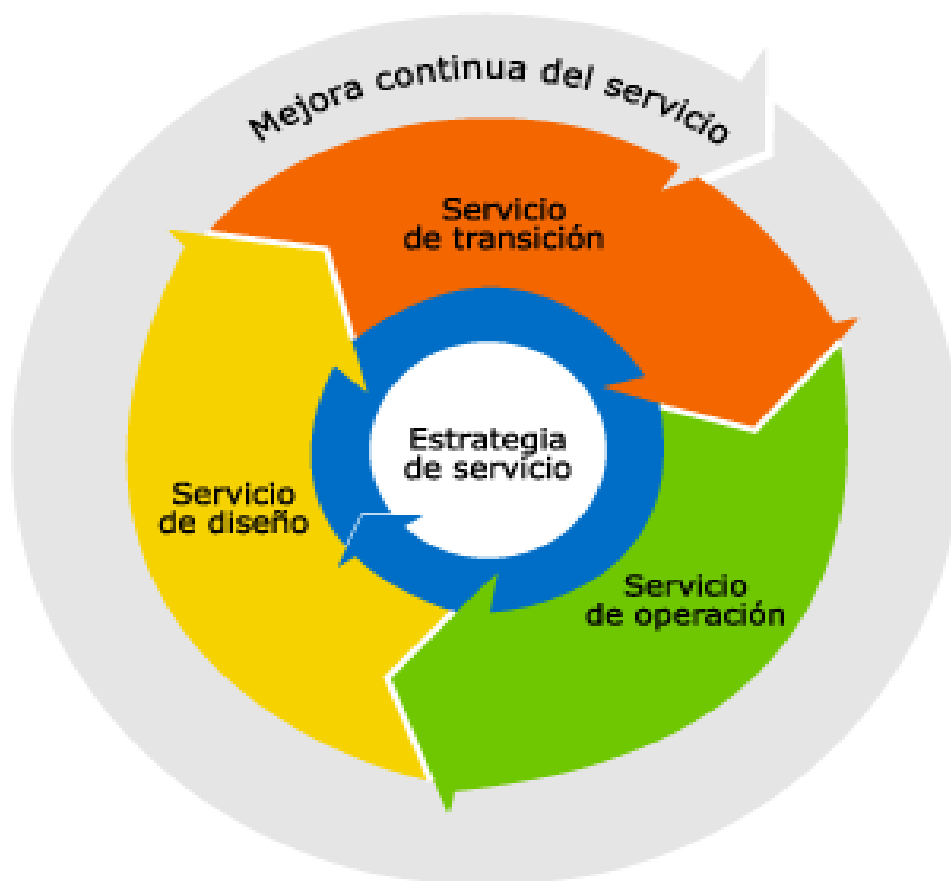 Mejora continua del servicio
Servicio
de transición
Estrategia
de servicio
Servicio
de diseño
Servicio
de operación